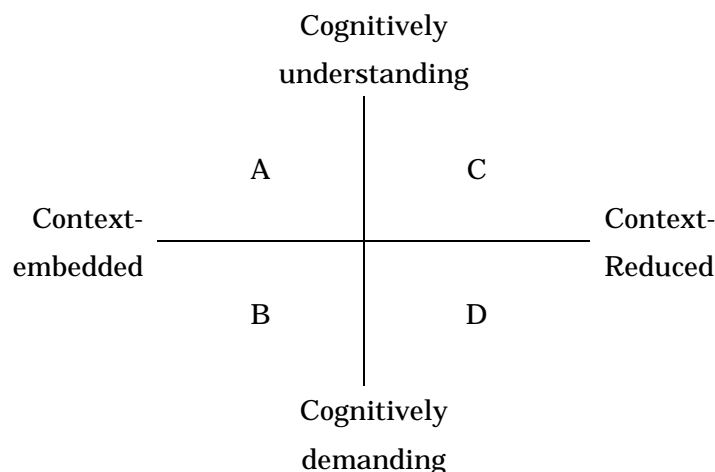 Cognitively
understanding
A
C
Context-
embedded
Context-
Reduced
B
D
Cognitively
demanding